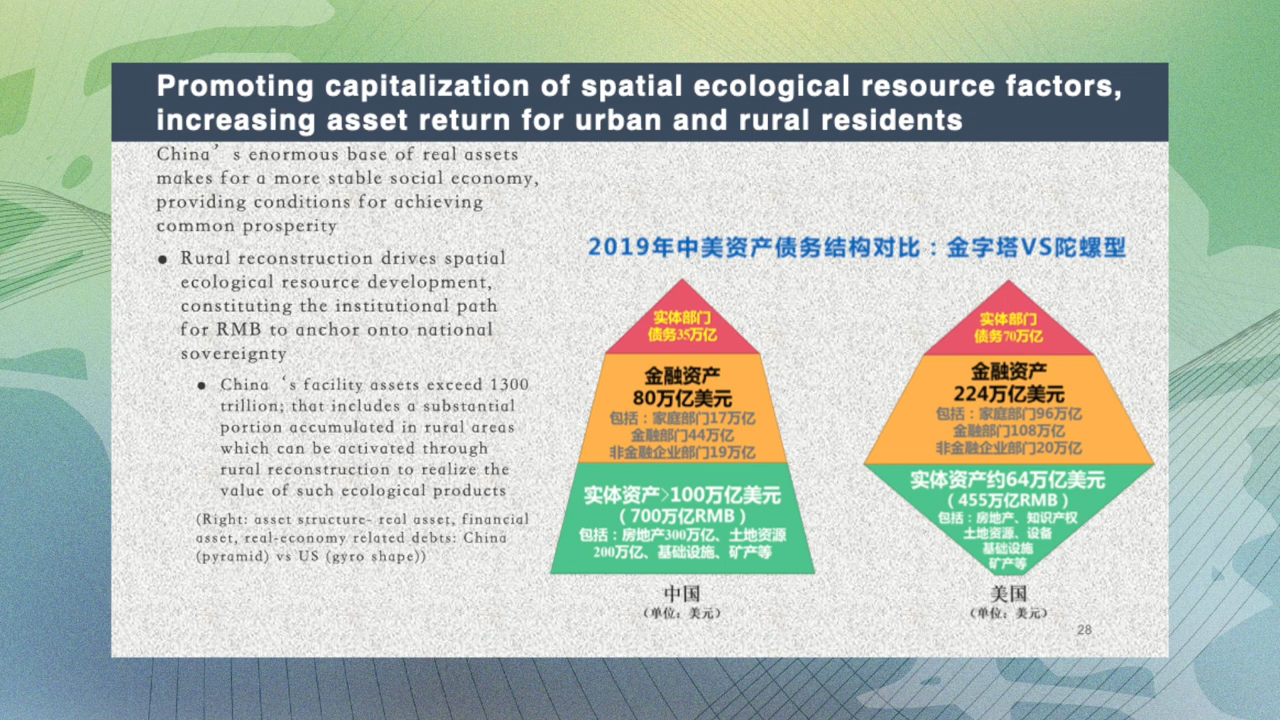 Promoting capitalization of spatial ecological resource factors,
increasing asset return for urban and rural residents
China’ s enormous base of real assets
makes for a more stable social economy,
providing conditions for achieving
common prosperity
● Rural reconstruction drives spatial
ecological resource development,
constituting the institutional path
for RMB to anchor onto national
sovereignty
● China ‘s facility assets exceed 1300
trillion; that includes a substantial
portion accumulated in rural areas
which can be activated through
rural reconstruction to realize the
value of such ecological products
(Right: asset structure- real asset, financial
asset, real-economy related debts: China
(pyramid) vs US (gyro shape))
2019年中美资产债务结构对比：金字塔VS陀螺型
实体部门
债务35万亿
金融资产
80万亿美元
包括：家庭部门17万亿
金融部门44万亿
非金融企业部门19万亿
实体资产>100万亿美元
（700万亿RMB）
包括：房地产300万亿、土地资源
200万亿、基础设施、矿产等
中国
（单位：美元）
实体部门
债务70万亿
金融资产
224万亿美元
包括：家庭部门96万亿
金融部门108万亿
非金融企业部门20万亿
实体资产约64万亿美元
（455万亿RMB）
包括：房地产、知识产权
土地资源、设备
基础设施
矿产等
美国
（单位：美元）
28